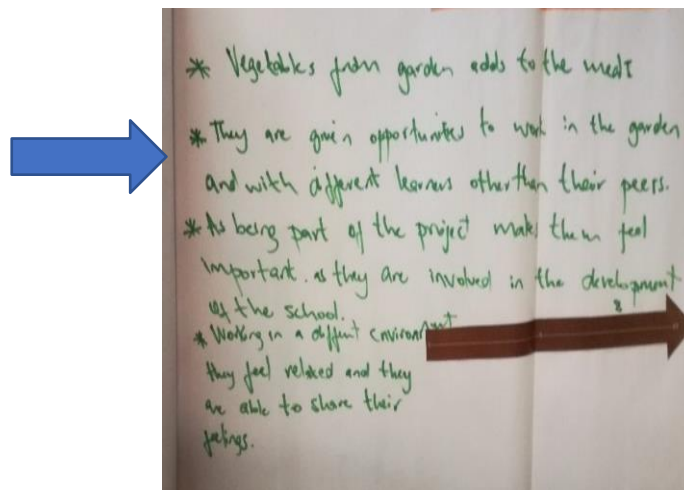 * Vegetables from garden adds to the meals
* They are given opportunities to work in the garden
and with different learners other than their peers.
* As being part of the project makes them feel
important. as they are involved in the development
of the school.
* Working in a diffent environment
they feel relaxed and they
are able to share their
feelings.